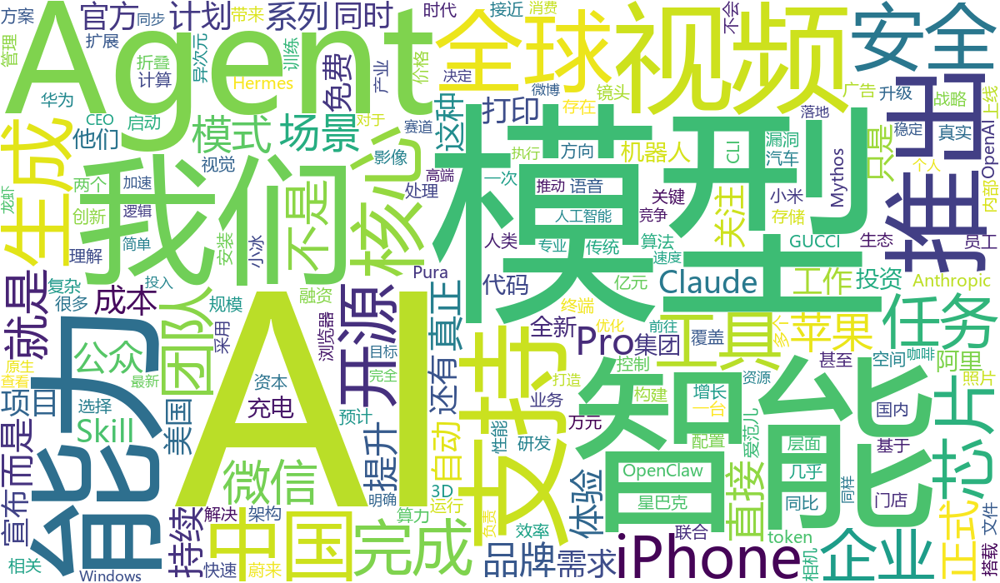 方案
同步
官方
计划
系列
同时
带来
时代
接近
消费
不会
管理
扩展
异次元
训练
Agent
免费
产业
价格
全球
视频
安全
华为
折叠
计算
Hermes
决定
微博
镜头
广告
升级
战略
上线
CEO
启动
对于
赛道
这种
打印
存在
推出
落地
稳定
真实
OpenAI
他们
模式
场景
影像
执行
方向
机器人
CLI
漏洞
汽车
只是
个人
生成
龙虾
两个
加速
视觉
高端
处理
一次
推动
语音
关键
小米
Mythos
内部
我们
核心
模型
创新
逻辑
不是
人工智能
竞争
存储
关注
员工
理解
简单
安装
小冰
人类
专业
传统
算法
速度
GUCCI
生态
复杂
很多
投入
Pura
代码
亿元
Claude
工作
投资
Anthropic
就是
成本
团队
规模
融资
开源
真正
终端
优化
前往
全新
多个
苹果
任务
能力
AI
采用
浏览器
目标
完全
支持
Pro
集团
覆盖
工具
原生
查看
公众
最新
还有
打造
控制
甚至
空间
咖啡
阿里
照片
项目
选择
美国
资本
充电
预计
业务
智能
构建
增长
一台
资源
国内
芯片
而是
Skill
微信
提升
自动
性能
研发
万元
配置
爱范儿
层面
基于
宣布
持续
解决
架构
明确
算力
3D
运行
体验
OpenClaw
几乎
直接
星巴克
同比
同样
门店
正式
文件
相关
Windows
快速
中国
蔚来
完成
效率
负责
品牌
需求
iPhone
联合
token
相机
企业
搭载